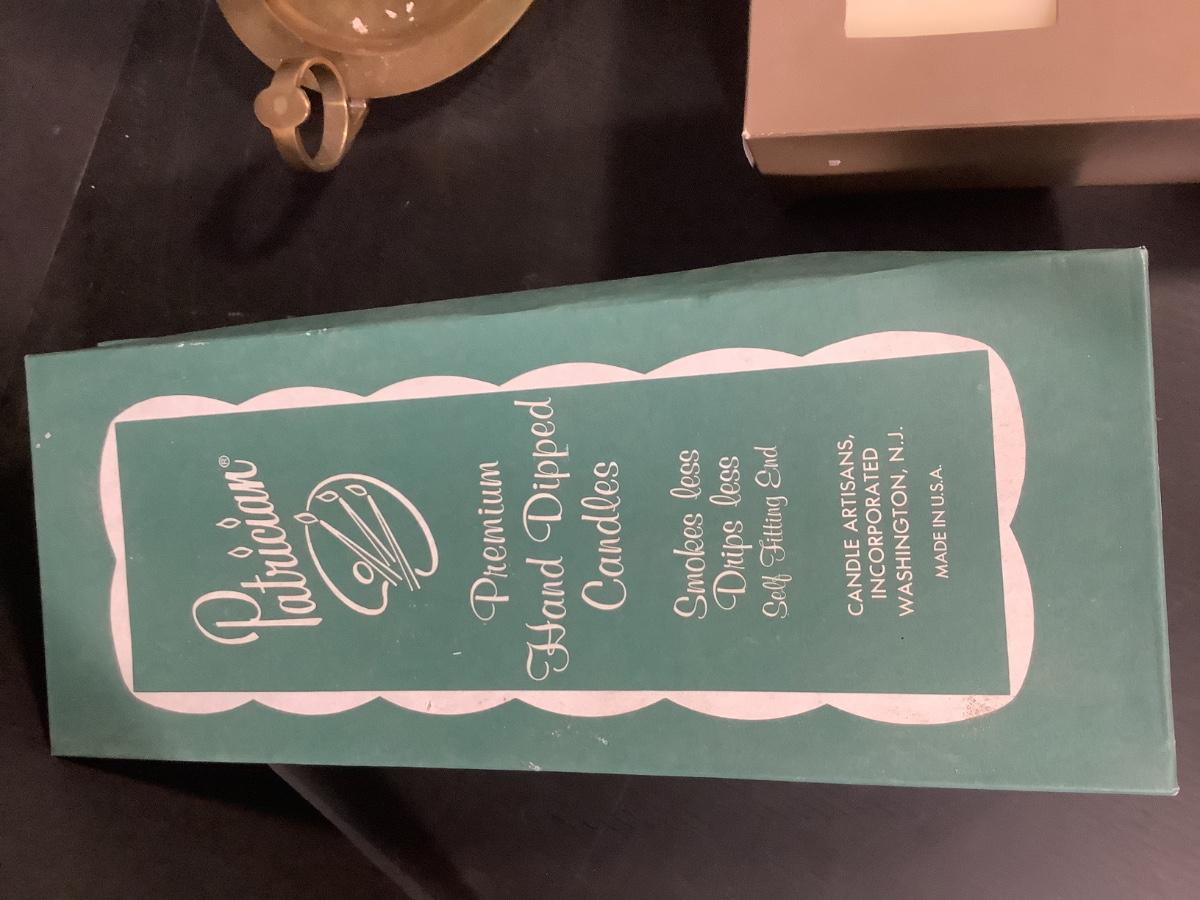 Patrician®
Premium
Hand Dipped
Candles
Smokes less
Drips less
Self Fitting End
CANDLE ARTISANS,
INCORPORATED
WASHINGTON, N.J.
MADE IN U.S.A.